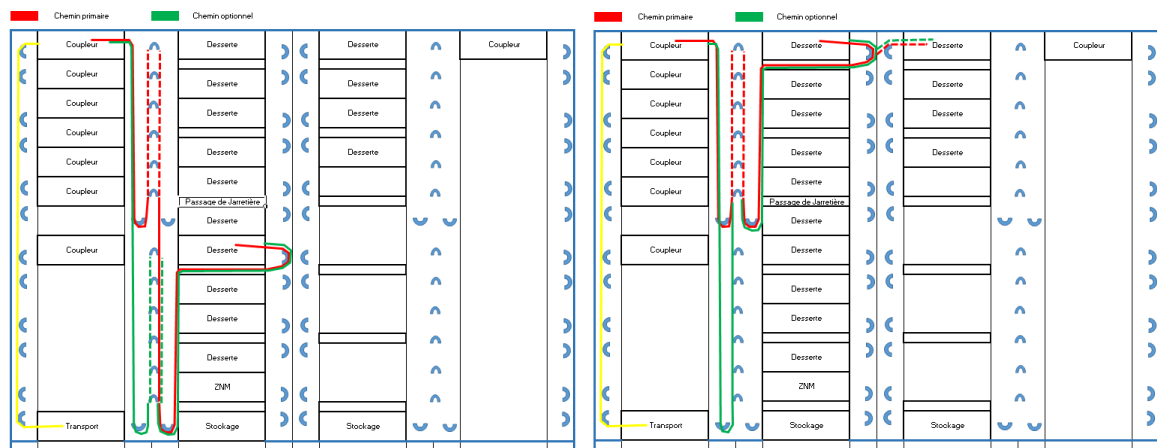 Chemin primaire Chemin optionnel
Coupleur Desserte Desserte Coupleur
Coupleur Desserte Desserte
Coupleur Desserte Desserte
Coupleur
Coupleur Desserte Desserte
Coupleur Desserte
Passage de Jarretière
Desserte
Coupleur Desserte
Desserte
Desserte
Desserte
ZNM
Transport Stockage
Chemin primaire Chemin optionnel
Coupleur Desserte Desserte Coupleur
Coupleur Desserte Desserte
Coupleur Desserte Desserte
Coupleur
Coupleur Desserte Desserte
Coupleur Desserte
Passage de Jarretière
Desserte
Coupleur Desserte
Desserte
Desserte
Desserte
ZNM
Transport Stockage